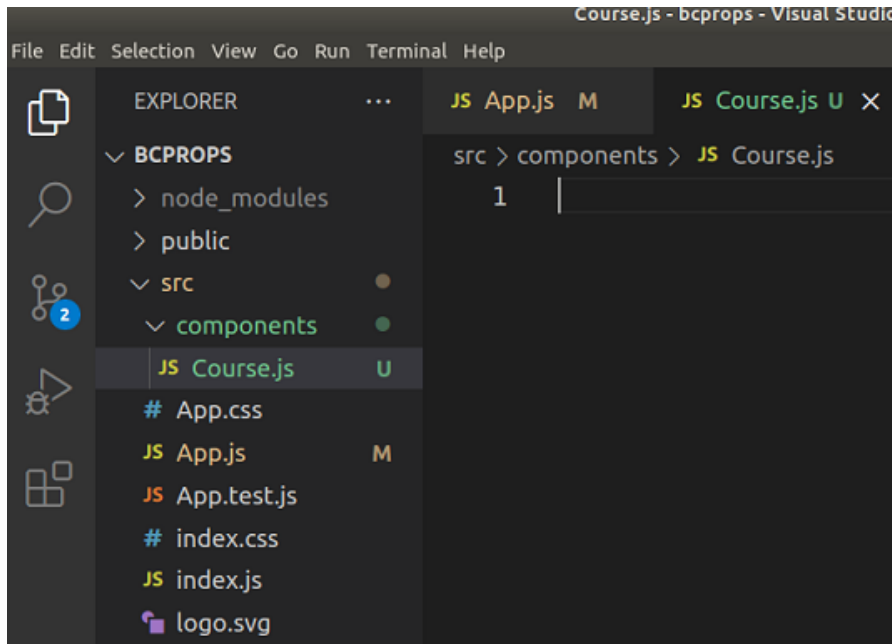 Course.js - bcprops - Visual Studio
File Edit Selection View Go Run Terminal Help
EXPLORER ... JS App.js M JS Course.js U ×
BCPROPS
src > components > JS Course.js
node_modules
1
public
src
2
components
JS Course.js U
# App.css
JS App.js M
JS App.test.js
# index.css
JS index.js
logo.svg